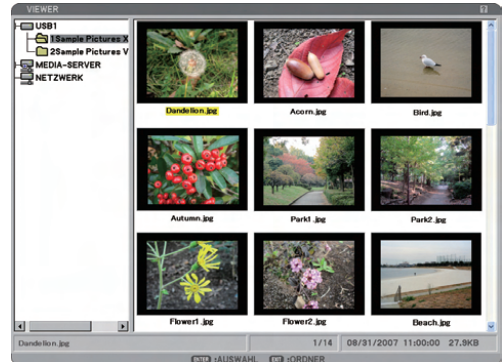 VIEWER
USB1
1Sample Pictures X
2Sample Pictures V
MEDIA-SERVER
NETZWERK
Dandelion.jpg Acorn.jpg Bird.jpg
Autumn.jpg Park1.jpg Park2.jpg
Flower1.jpg Flower2.jpg Beach.jpg
Dandelion.jpg 1/14 08/31/2007 11:00:00 27.9KB
ENTER :AUSWAHL EXIT :ORDNER